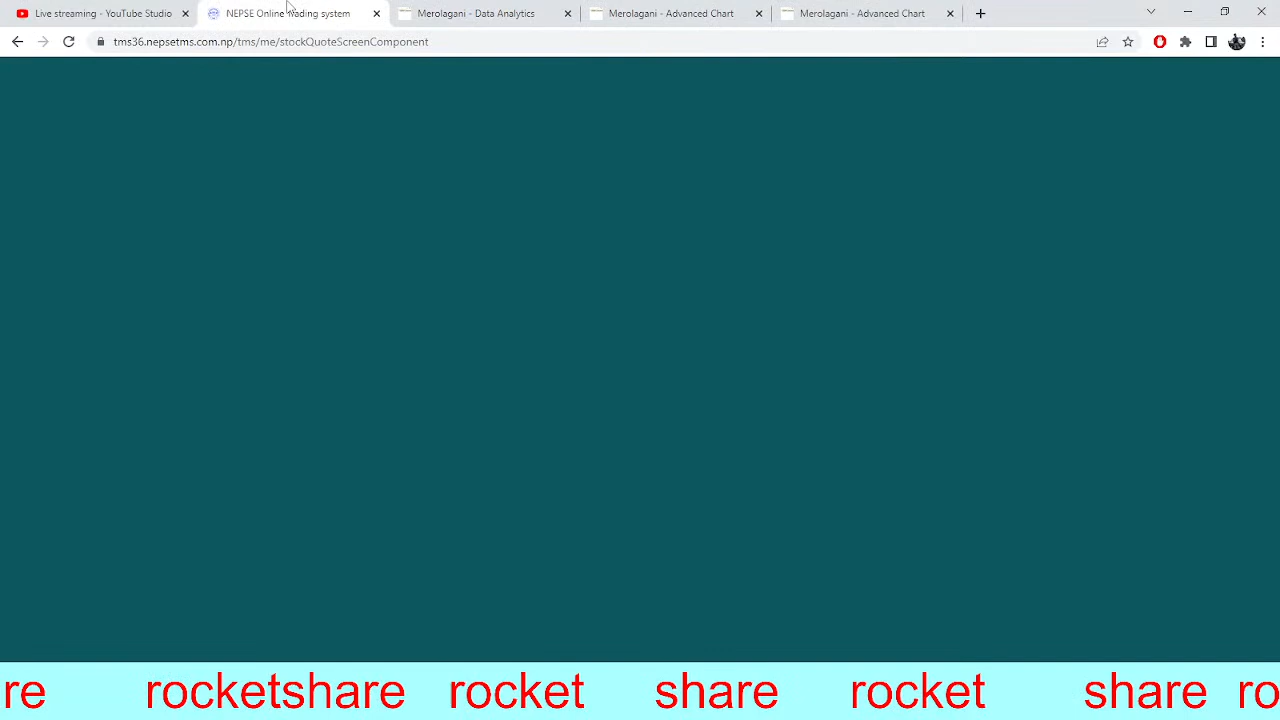 Live streaming - YouTube Studio
NEPSE Online Trading system
Merolagani - Data Analytics
Merolagani - Advanced Chart
Merolagani - Advanced Chart
tms36.nepsetms.com.np/tms/me/stockQuoteScreenComponent
re rocketshare rocket share rocket share ro